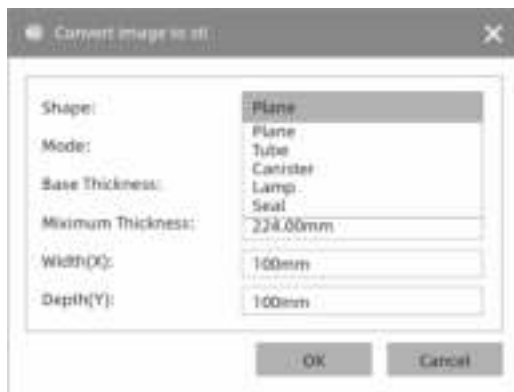 Convert image to stl
Shape:
Plane
Plane
Mode:
Tube
Canister
Base Thickness:
Lamp
Seal
Miximum Thickness:
224.00mm
Width(X):
100mm
Depth(Y):
100mm
OK
Cancel